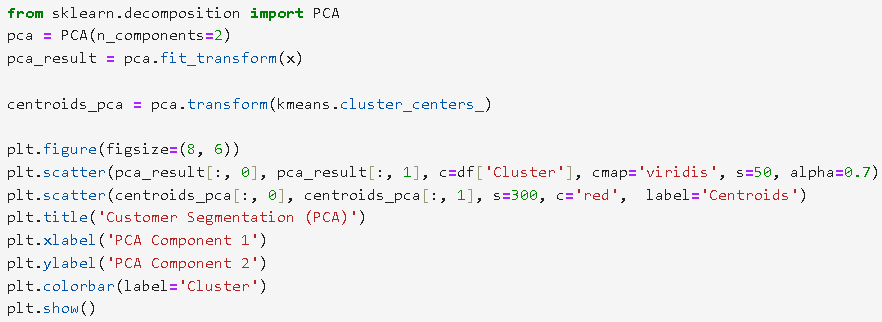 from sklearn.decomposition import PCA
pca = PCA(n_components=2)
pca_result = pca.fit_transform(x)
centroids_pca = pca.transform(kmeans.cluster_centers_)
plt.figure(figsize=(8, 6))
plt.scatter(pca_result[:, 0], pca_result[:, 1], c=df['Cluster'], cmap='viridis', s=50, alpha=0.7)
plt.scatter(centroids_pca[:, 0], centroids_pca[:, 1], s=300, c='red',  label='Centroids')
plt.title('Customer Segmentation (PCA)')
plt.xlabel('PCA Component 1')
plt.ylabel('PCA Component 2')
plt.colorbar(label='Cluster')
plt.show()